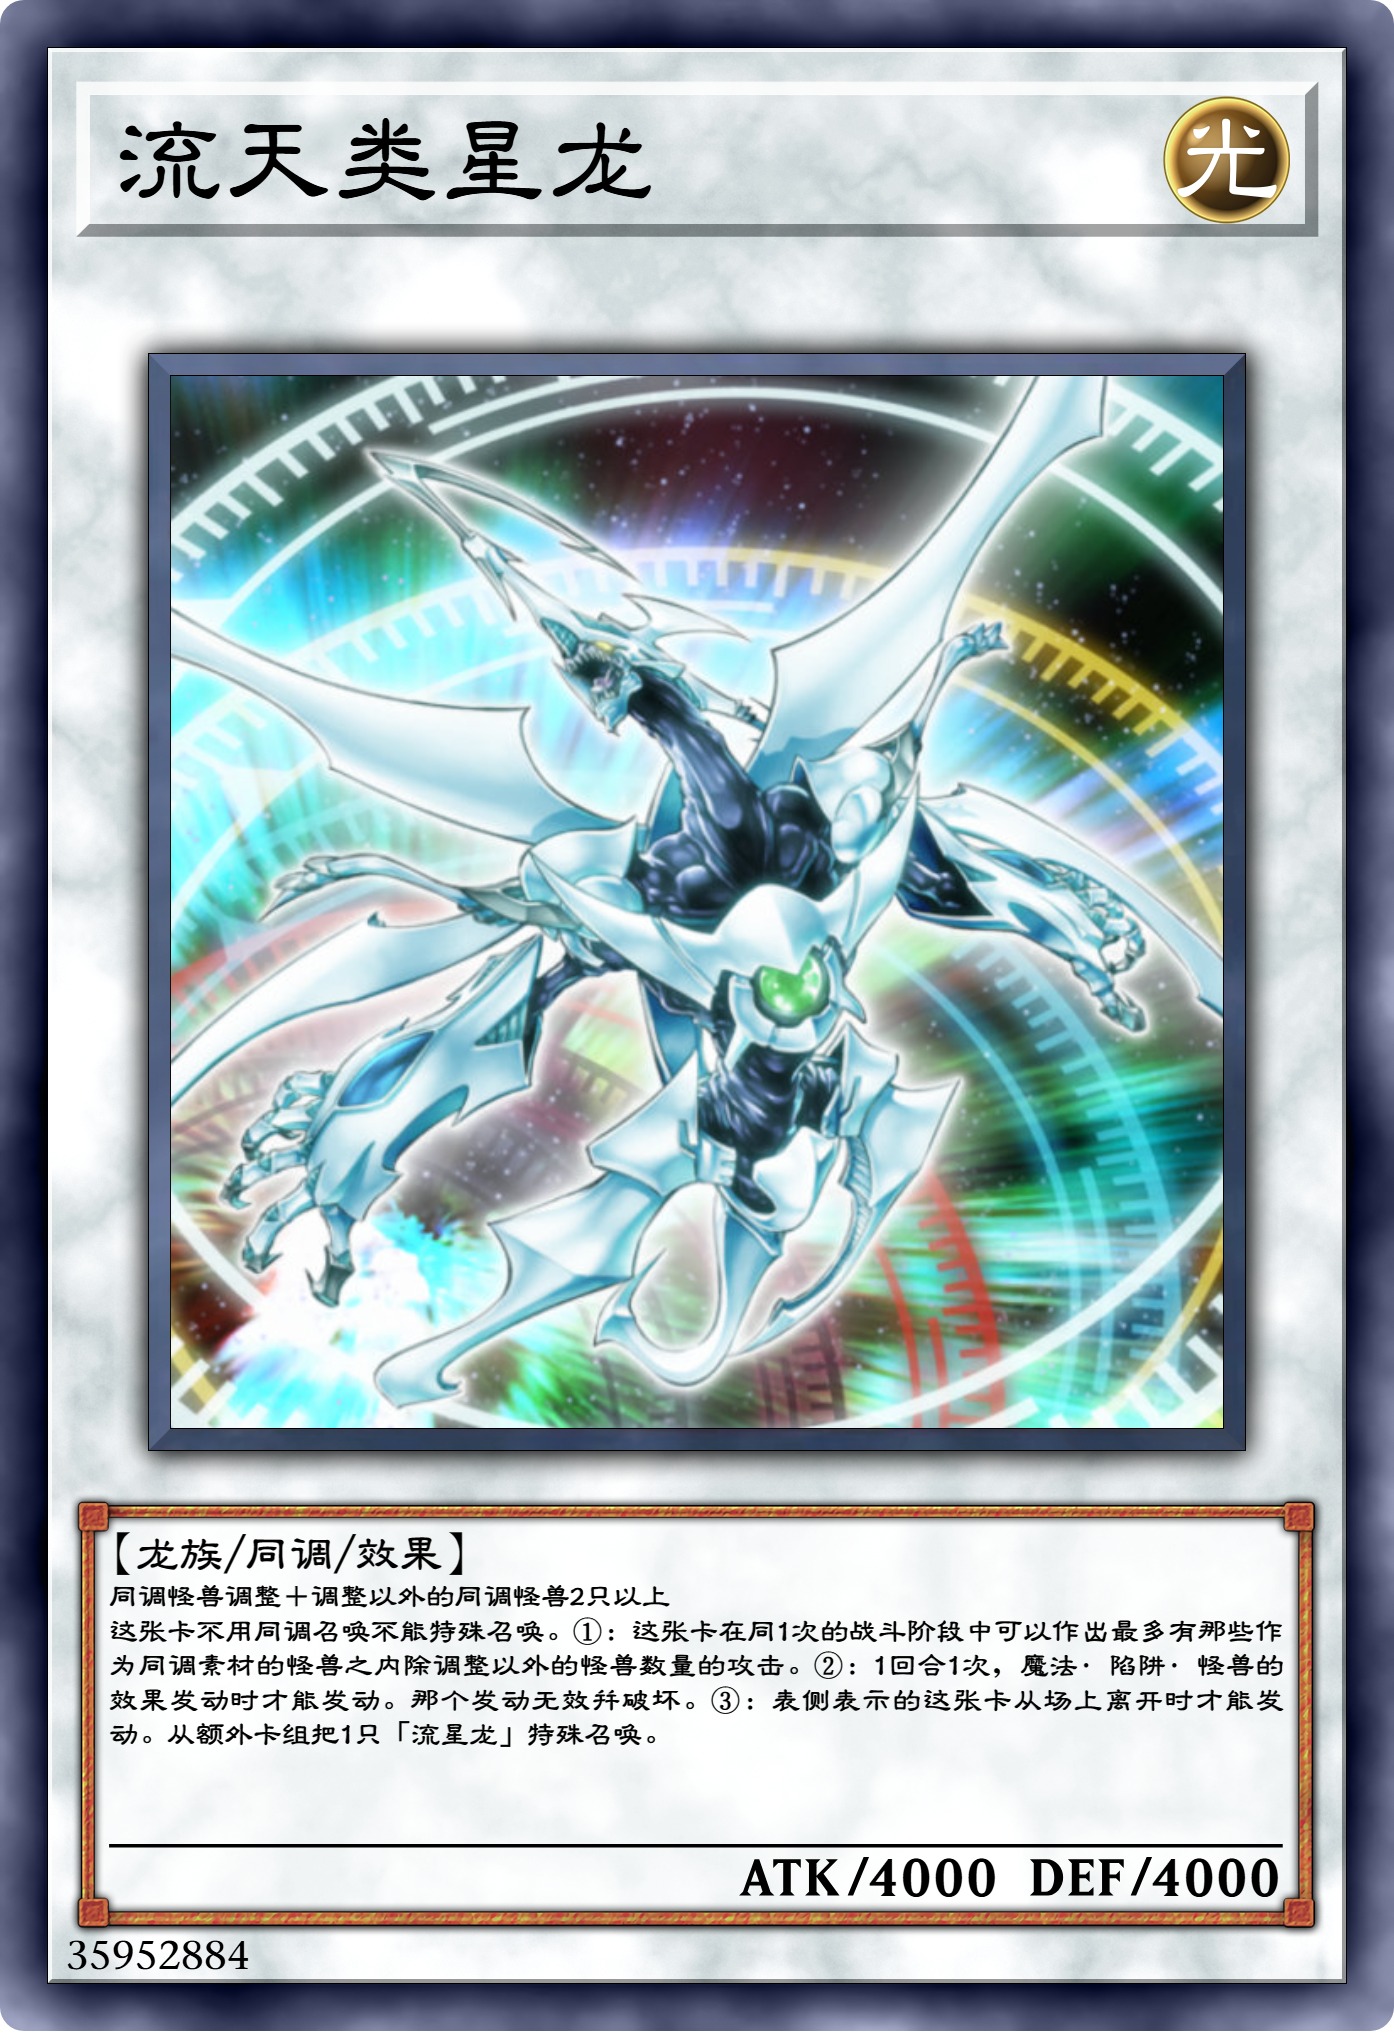 流天类星龙
光
【龙族/同调/效果】
同调怪兽调整＋调整以外的同调怪兽2只以上
这张卡不用同调召唤不能特殊召唤。①：这张卡在同1次的战斗阶段中可以作出最多有那些作
为同调素材的怪兽之内除调整以外的怪兽数量的攻击。②：1回合1次，魔法·陷阱·怪兽的
效果发动时才能发动。那个发动无效并破坏。③：表侧表示的这张卡从场上离开时才能发
动。从额外卡组把1只「流星龙」特殊召唤。
ATK/4000 DEF/4000
35952884